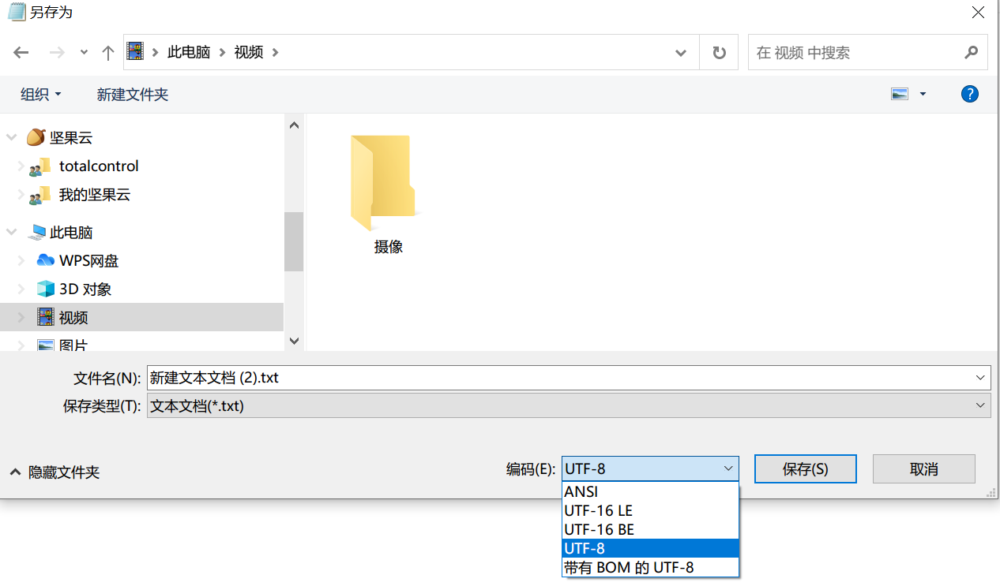 另存为
此电脑 视频
在 视频 中搜索
组织 新建文件夹
?
坚果云
totalcontrol
我的坚果云
此电脑
WPS网盘
3D 对象
视频
图片
摄像
文件名(N): 新建文本文档 (2).txt
保存类型(T): 文本文档(*.txt)
隐藏文件夹 编码(E): UTF-8 保存(S) 取消
ANSI
UTF-16 LE
UTF-16 BE
UTF-8
带有 BOM 的 UTF-8